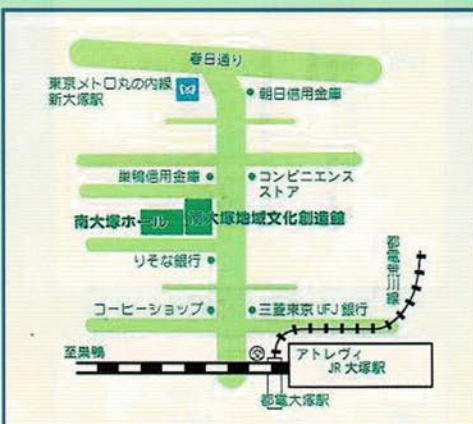 春日通り
東京メトロ丸の内線
新大塚駅
朝日信用金庫
巣鴨信用金庫
コンビニエンス
ストア
南大塚ホール
南大塚地域文化創造館
りそな銀行
都電荒川線
コーヒーショップ
三菱東京UFJ銀行
至巣鴨
アトレヴィ
JR大塚駅
都電大塚駅